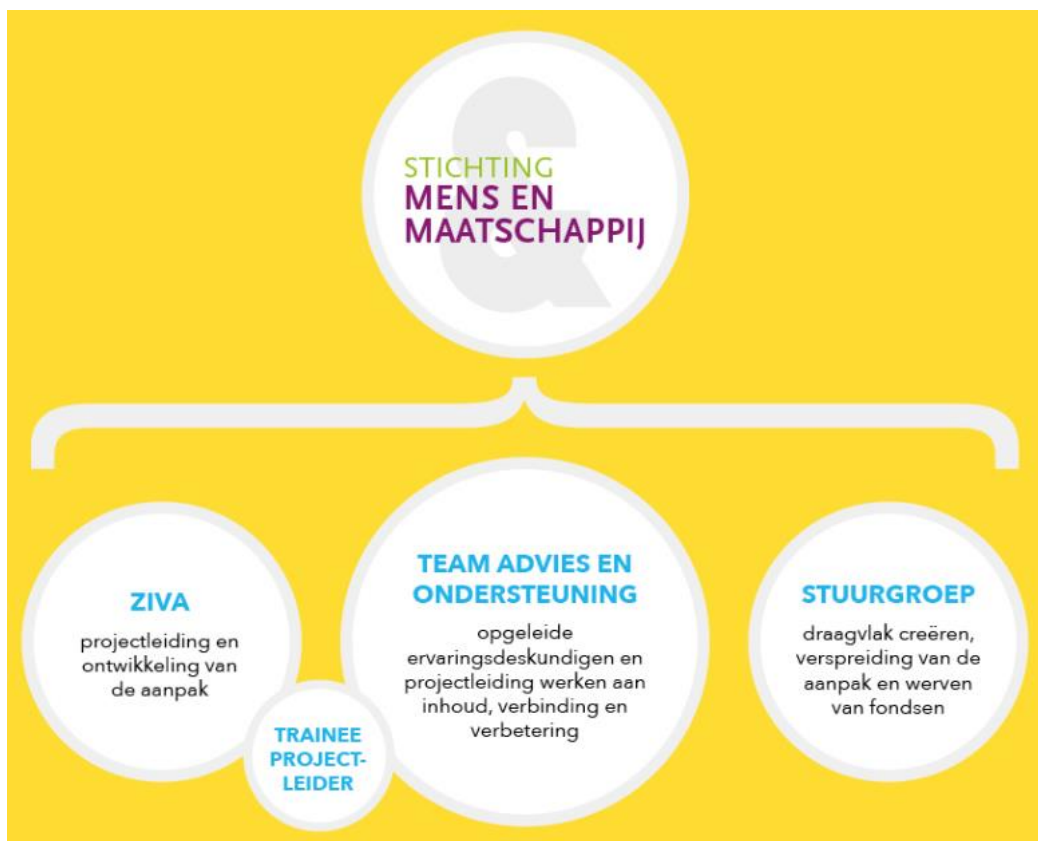 STICHTING
MENS EN
MAATSCHAPPIJ
&
ZIVA
projectleiding en
ontwikkeling van
de aanpak
TRAINEE
PROJECT-
LEIDER
TEAM ADVIES EN
ONDERSTEUNING
opgeleide
ervaringsdeskundigen en
projectleiding werken aan
inhoud, verbinding en
verbetering
STUURGROEP
draagvlak creëren,
verspreiding van de
aanpak en werven
van fondsen